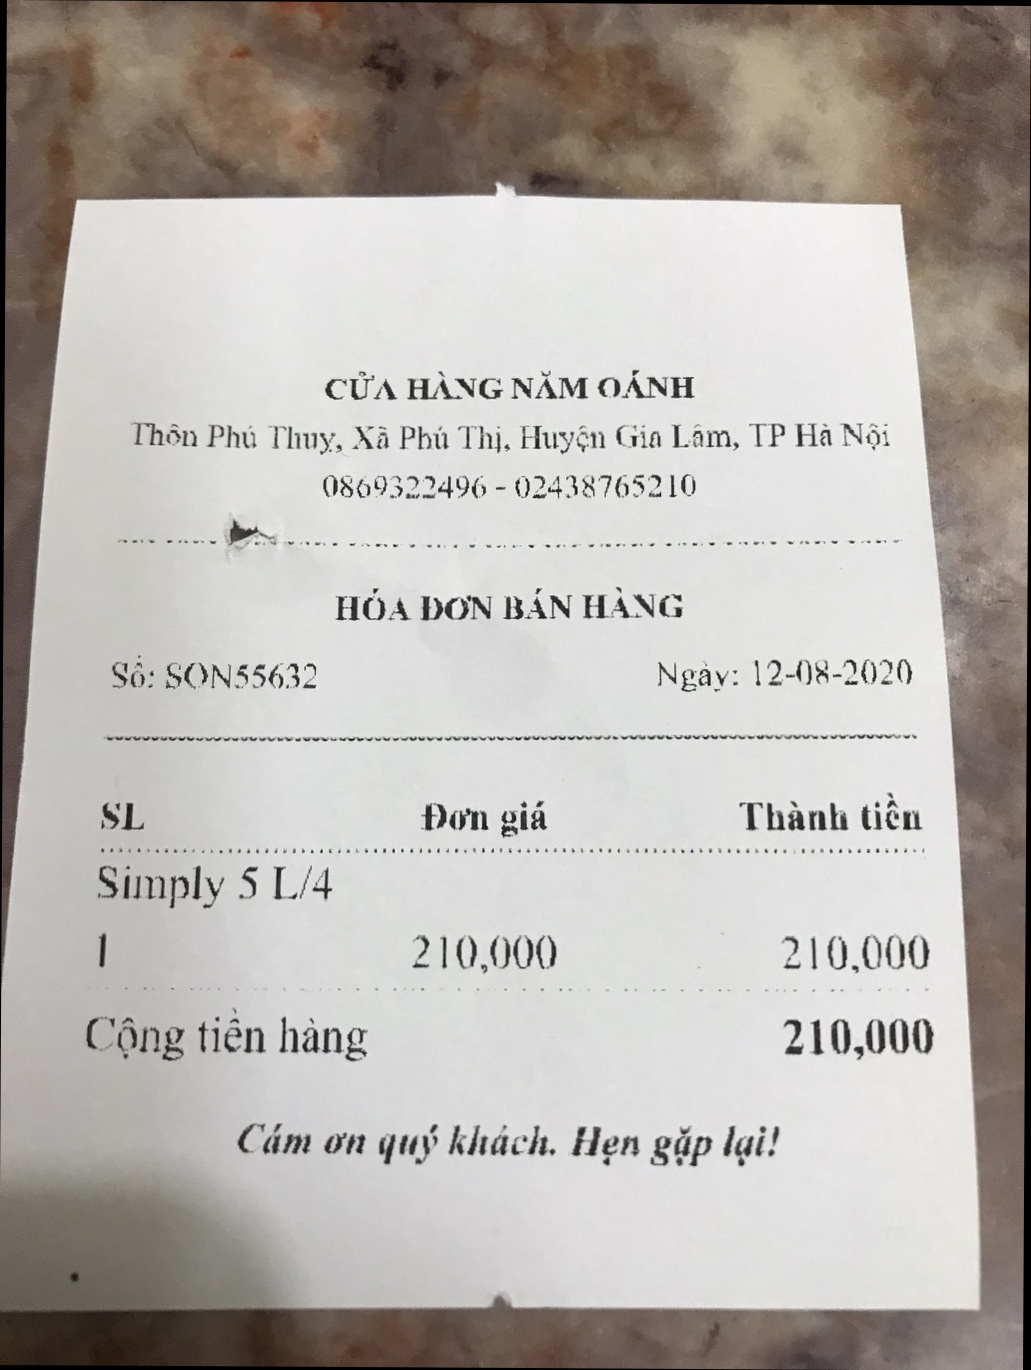 CỬA HÀNG NĂM OÁNH
Thôn Phú Thuy, Xã Phú Thị, Huyện Gia Lâm, TP Hà Nội
0869322496 - 02438765210
HÓA ĐƠN BÁN HÀNG
Số: SON55632 Ngày: 12-08-2020
SL Đơn giá Thành tiền
Simply 5 L/4
1 210,000 210,000
Cộng tiền hàng 210,000
Cám ơn quý khách. Hẹn gặp lại!